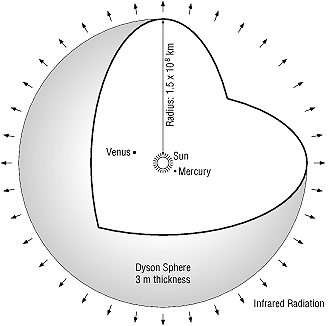 Radius: 1.5 x 10⁸ km
Venus
Sun
Mercury
Dyson Sphere
3 m thickness
Infrared Radiation